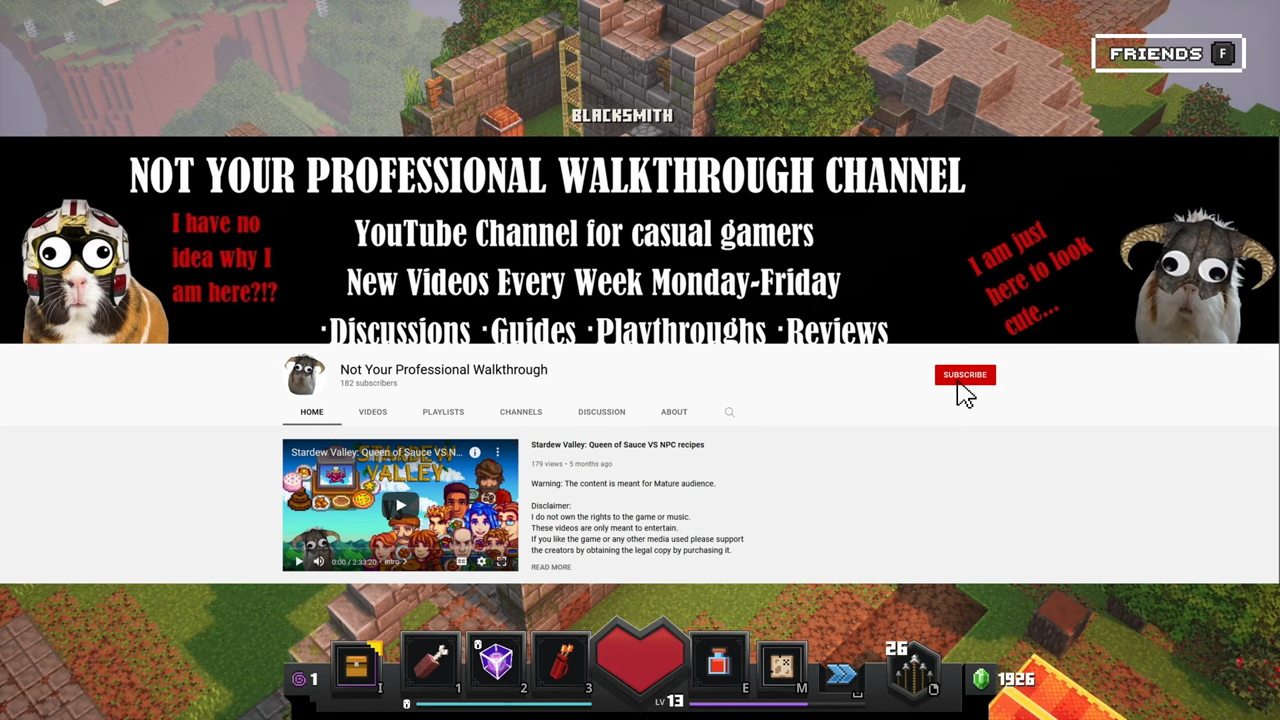 FRIENDS F
BLACKSMITH
NOT YOUR PROFESSIONAL WALKTHROUGH CHANNEL
I have no
idea why I
am here?!?
YouTube Channel for casual gamers
New Videos Every Week Monday-Friday
·Discussions ·Guides ·Playthroughs ·Reviews
I am just
here to look
cute...
Not Your Professional Walkthrough
182 subscribers
SUBSCRIBE
HOME VIDEOS PLAYLISTS CHANNELS DISCUSSION ABOUT
Stardew Valley: Queen of Sauce VS N...
STARDEW
VALLEY
0:00 / 2:33:20 • Intro
CC
Stardew Valley: Queen of Sauce VS NPC recipes
179 views • 5 months ago
Warning: The content is meant for Mature audience.
Disclaimer:
I do not own the rights to the game or music.
These videos are only meant to entertain.
If you like the game or any other media used please support
the creators by obtaining the legal copy by purchasing it.
READ MORE
1 I 1 2 3 E M 26 1926
LV 13